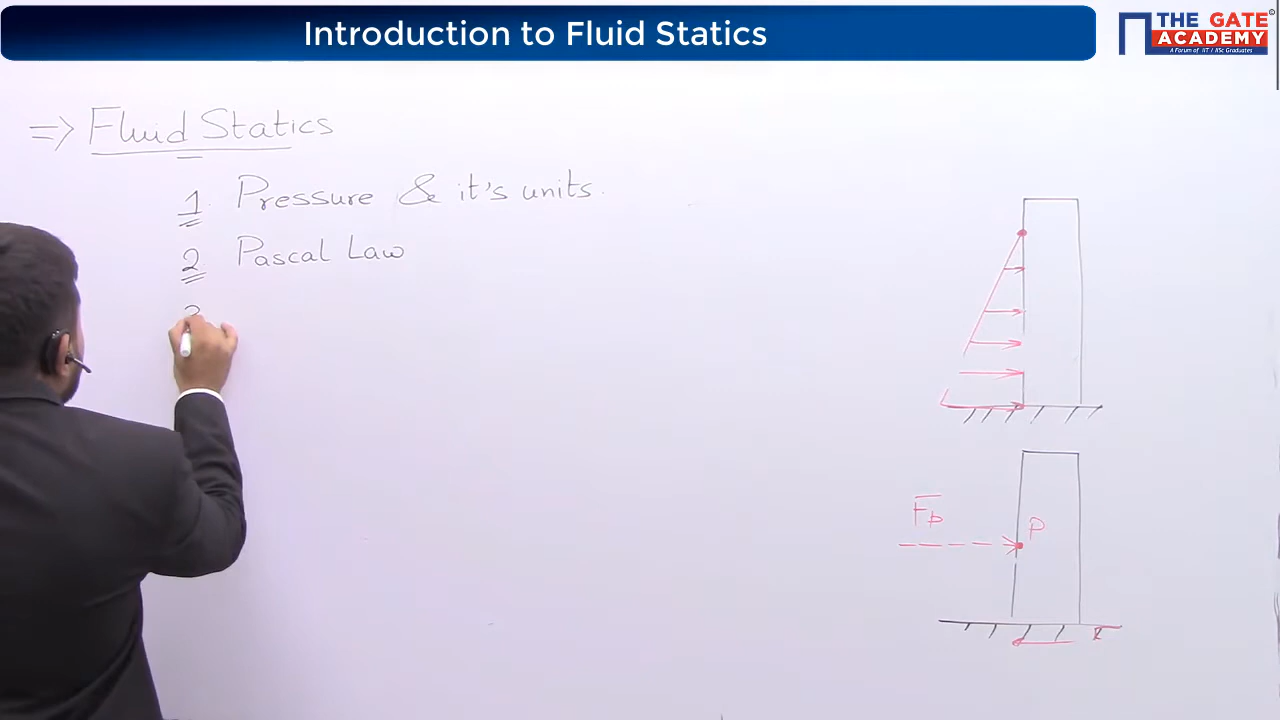 Introduction to Fluid Statics
THE GATE ACADEMY
A Forum of IIT / IISc Graduates
⇒ Fluid Statics
1. Pressure & it's units.
2 Pascal Law
3
Fp
P